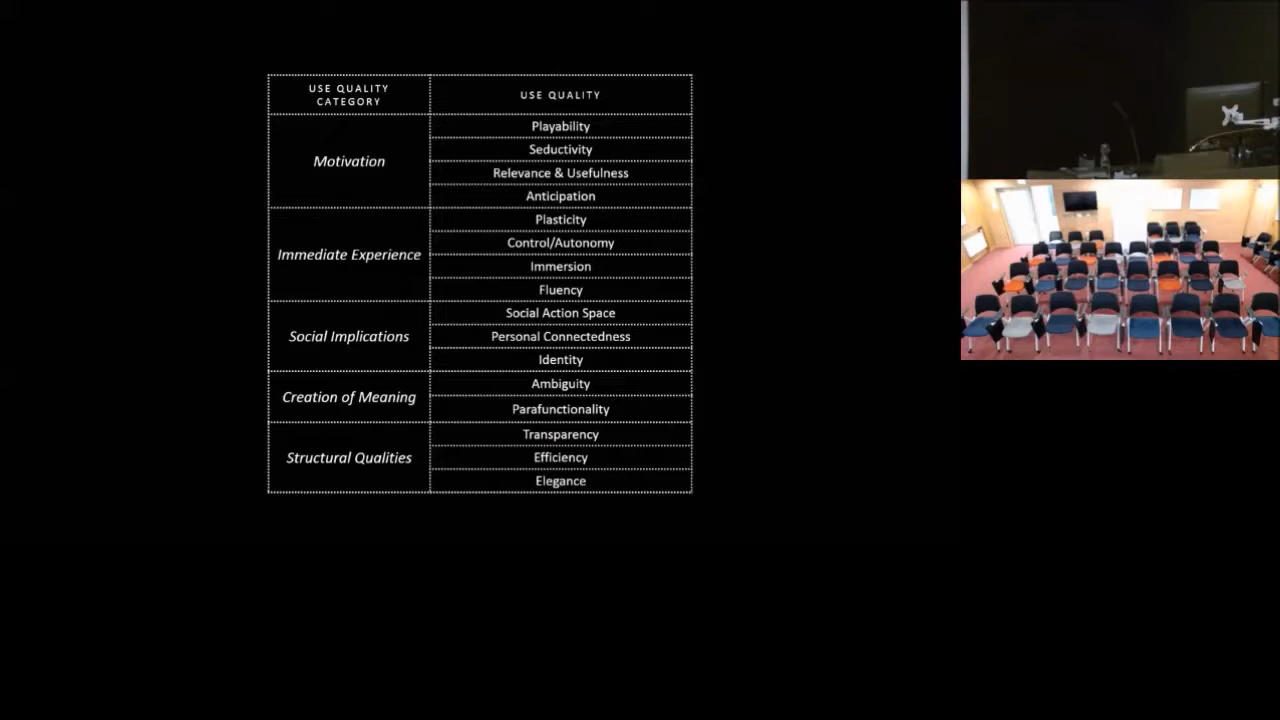 USE QUALITY
CATEGORY
USE QUALITY
Motivation
Playability
Seductivity
Relevance & Usefulness
Anticipation
Immediate Experience
Plasticity
Control/Autonomy
Immersion
Fluency
Social Implications
Social Action Space
Personal Connectedness
Identity
Creation of Meaning
Ambiguity
Parafunctionality
Structural Qualities
Transparency
Efficiency
Elegance